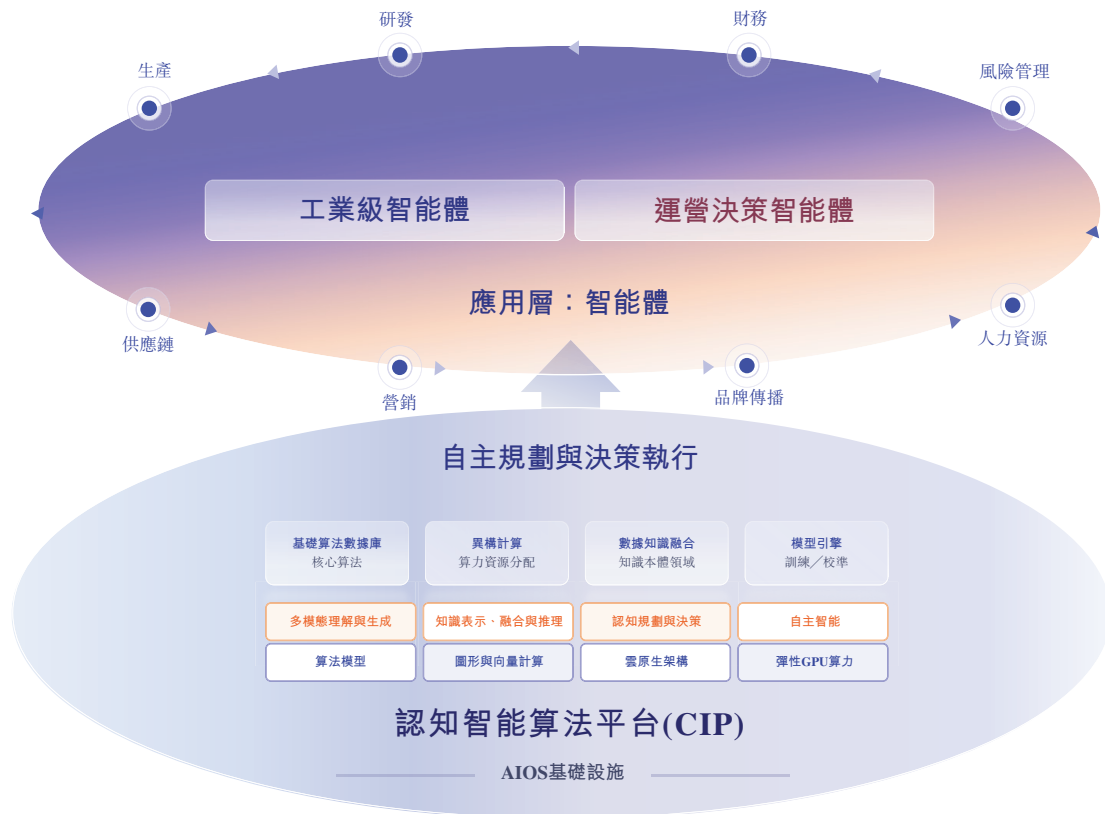 研發
財務
生產
風險管理
工業級智能體
運營決策智能體
應用層：智能體
供應鏈
人力資源
營銷
品牌傳播
自主規劃與決策執行
基礎算法數據庫
核心算法
異構計算
算力資源分配
數據知識融合
知識本體領域
模型引擎
訓練╱校準
多模態理解與生成
知識表示、融合與推理
認知規劃與決策
自主智能
算法模型
圖形與向量計算
雲原生架構
彈性GPU算力
認知智能算法平台(CIP)
AIOS基礎設施